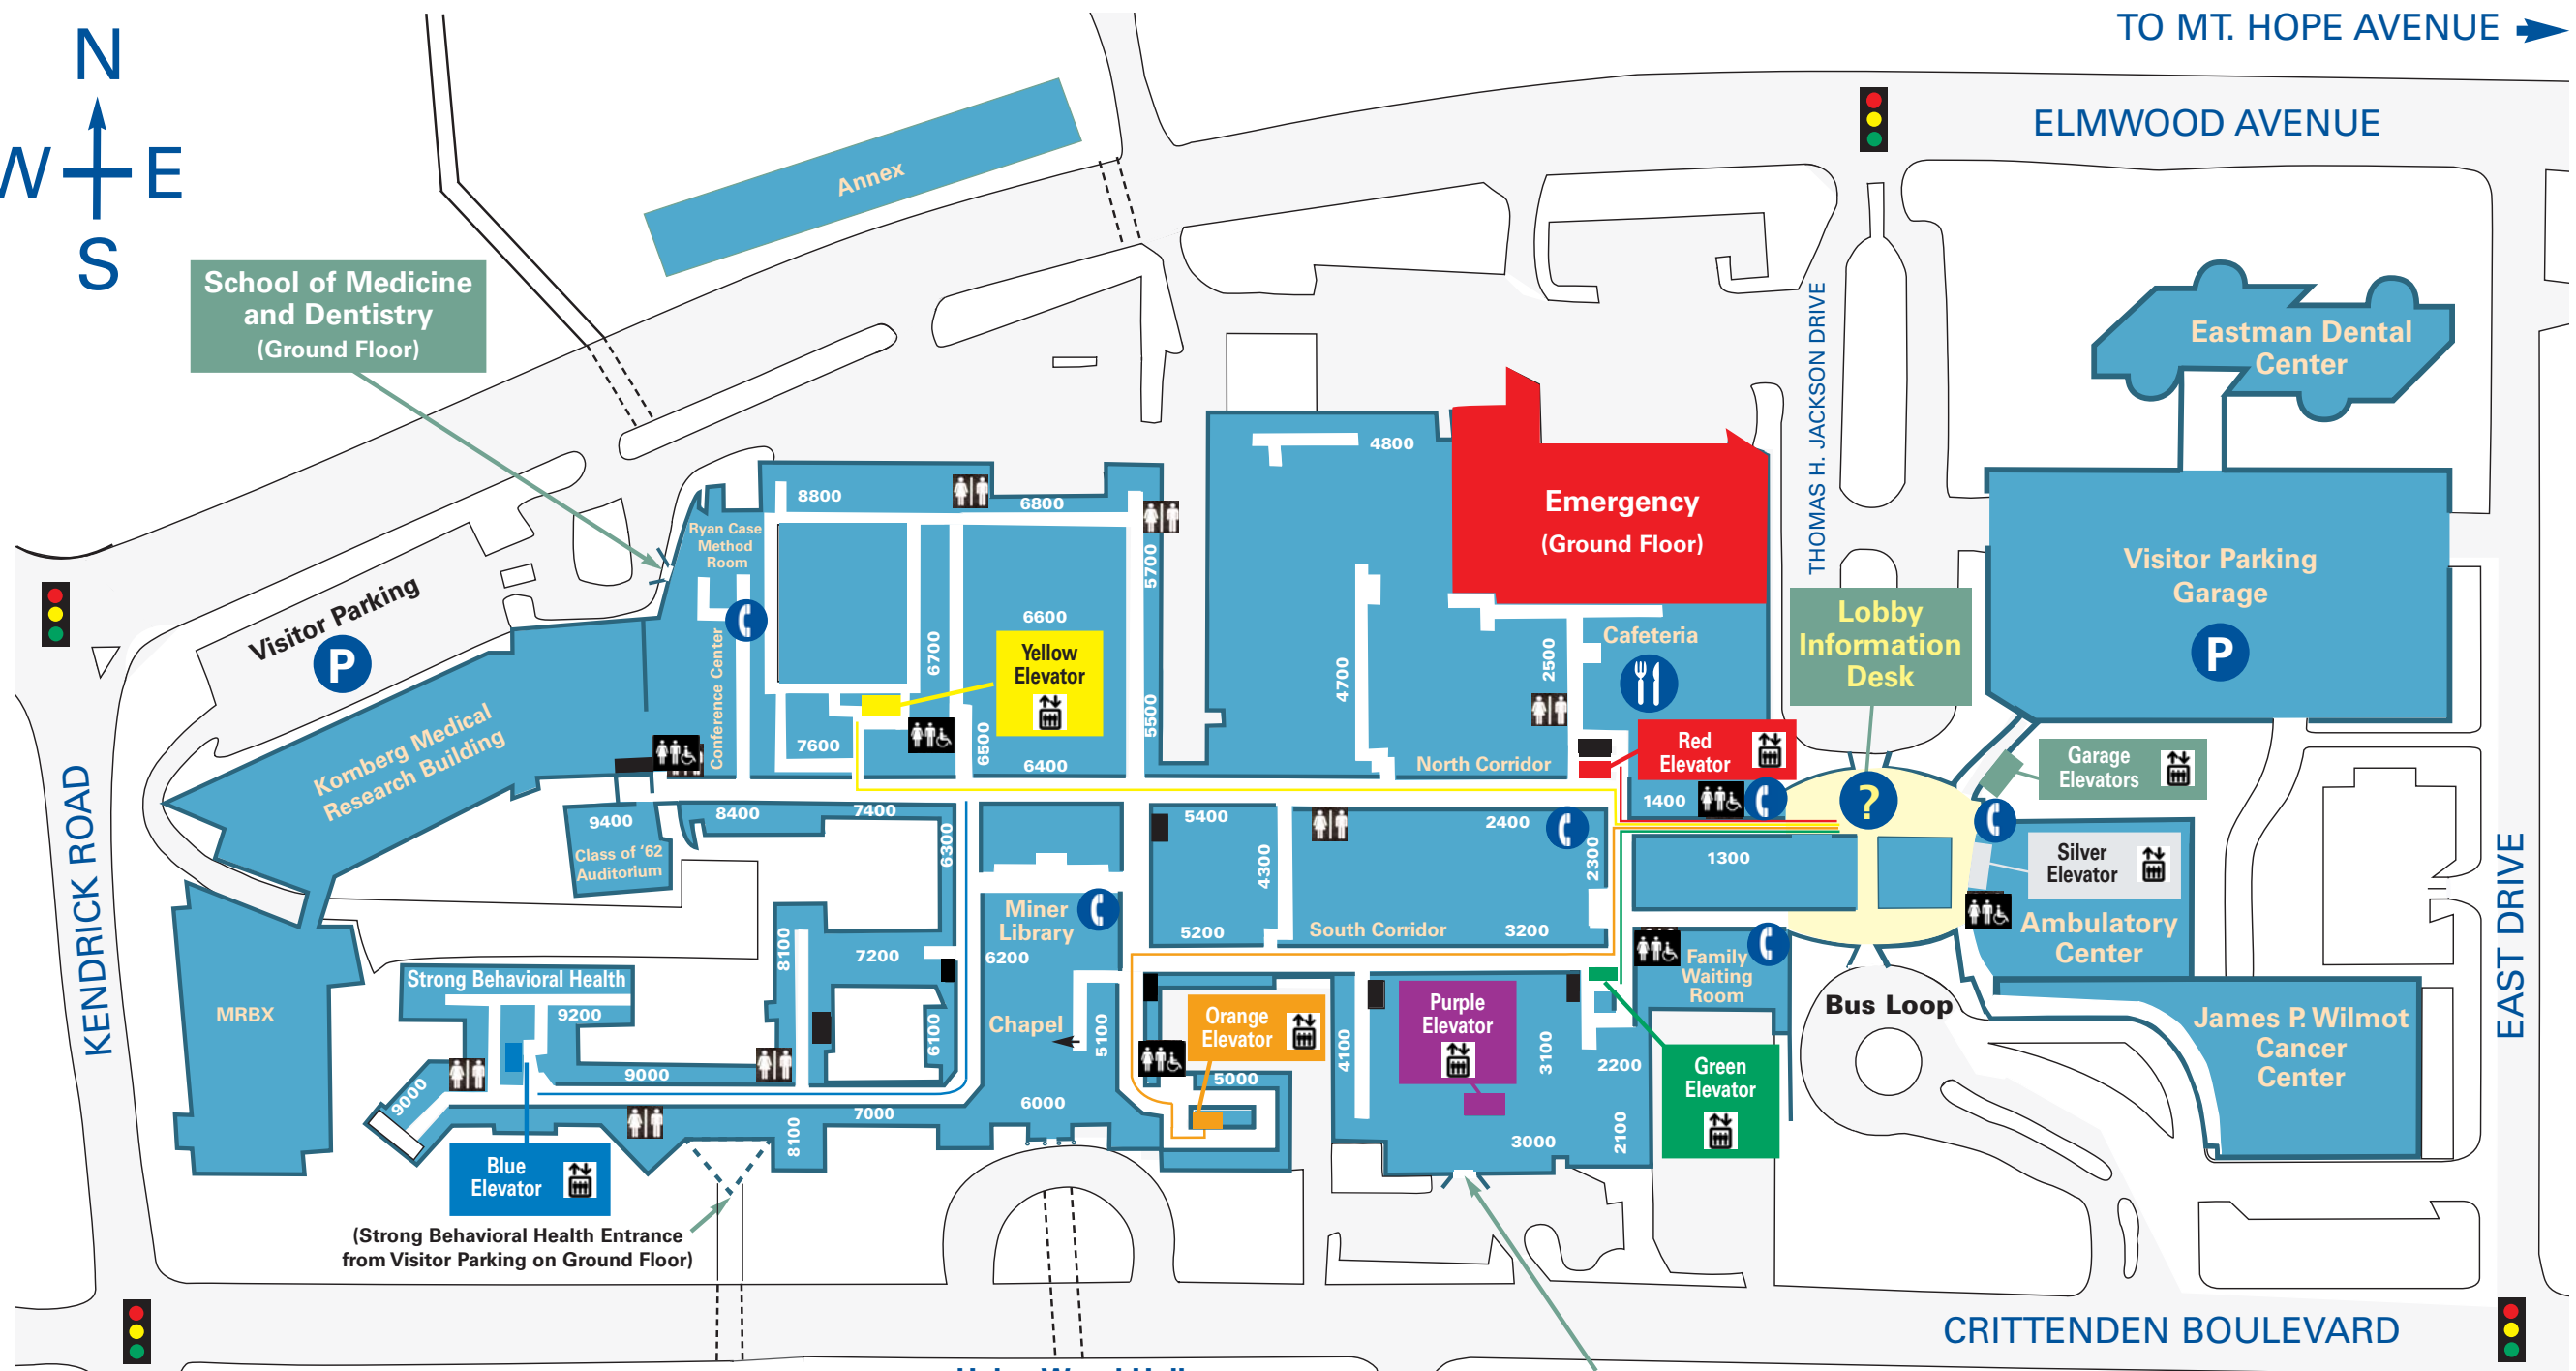 TO MT. HOPE AVENUE
N
W
E
S
ELMWOOD AVENUE
Annex
School of Medicine
and Dentistry
(Ground Floor)
THOMAS H. JACKSON DRIVE
Eastman Dental
Center
4800
8800
6800
Emergency
(Ground Floor)
Ryan Case
Method
Room
5700
Visitor Parking
Garage
P
Visitor Parking
P
Conference Center
6700
6600
Yellow
Elevator
4700
2500
Cafeteria
Lobby
Information
Desk
5500
6500
7600
6400
North Corridor
Red
Elevator
Garage
Elevators
Kornberg Medical
Research Building
KENDRICK ROAD
1400
?
9400
Class of ‘62
Auditorium
8400
7400
6300
5400
4300
2400
2300
1300
Silver
Elevator
EAST DRIVE
Miner
Library
5200
South Corridor
3200
Ambulatory
Center
8100
7200
6200
Family
Waiting
Room
Strong Behavioral Health
9200
MRBX
Chapel
5100
6100
Orange
Elevator
4100
Purple
Elevator
3100
2200
Green
Elevator
Bus Loop
James P. Wilmot
Cancer
Center
9000
9000
5000
7000
6000
8100
3000
2100
Blue
Elevator
(Strong Behavioral Health Entrance
from Visitor Parking on Ground Floor)
CRITTENDEN BOULEVARD